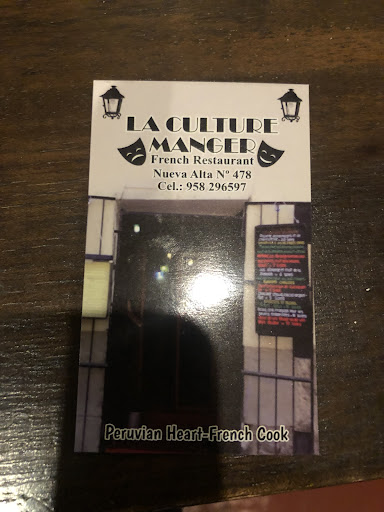 LA CULTURE
MANGER
French Restaurant
Nueva Alta Nº 478
Cel.: 958 296597
Peruvian Heart-French Cook